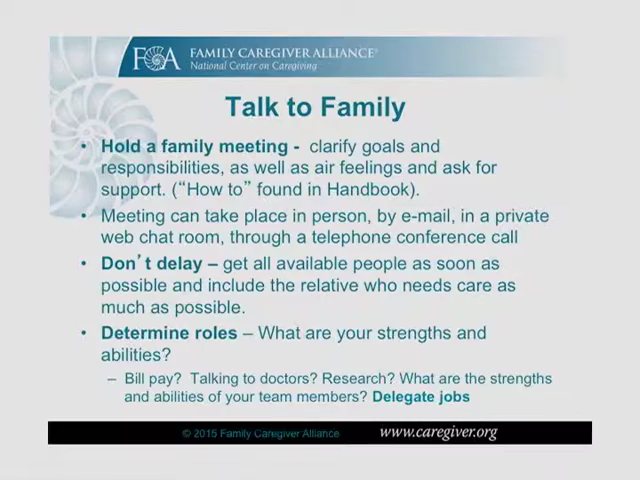 FCA FAMILY CAREGIVER ALLIANCE®
National Center on Caregiving
Talk to Family
• Hold a family meeting - clarify goals and
responsibilities, as well as air feelings and ask for
support. (“How to” found in Handbook).
• Meeting can take place in person, by e-mail, in a private
web chat room, through a telephone conference call
• Don’t delay – get all available people as soon as
possible and include the relative who needs care as
much as possible.
• Determine roles – What are your strengths and
abilities?
– Bill pay? Talking to doctors? Research? What are the strengths
and abilities of your team members? Delegate jobs
© 2015 Family Caregiver Alliance www.caregiver.org